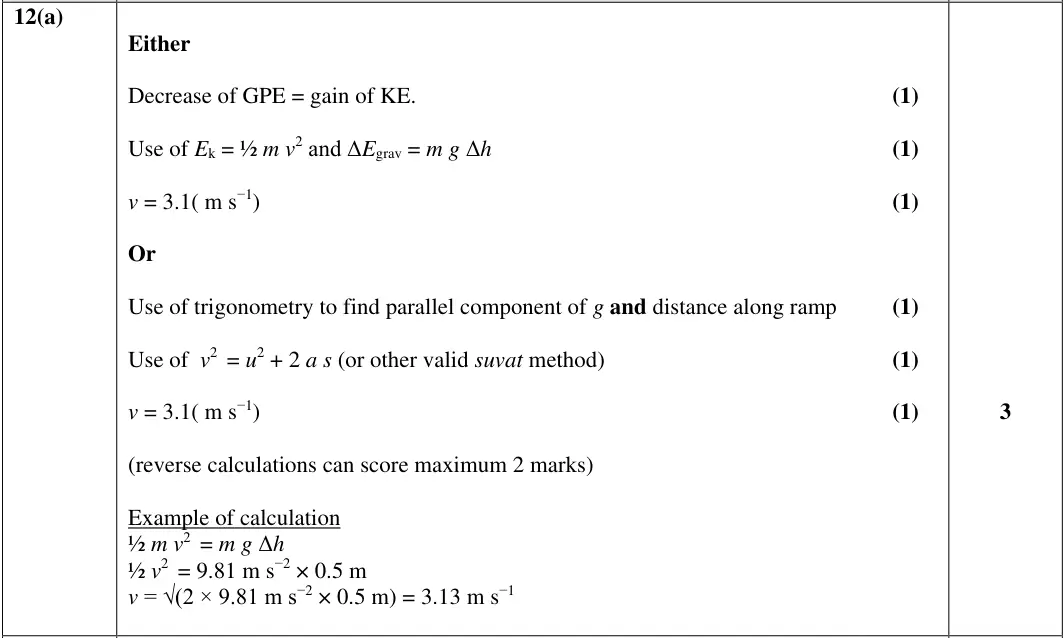 12(a)
Either
Decrease of GPE = gain of KE. (1)
Use of Eₖ = ½ m v² and ΔE_grav = m g Δh (1)
v = 3.1( m s⁻¹) (1)
Or
Use of trigonometry to find parallel component of g and distance along ramp (1)
Use of v² = u² + 2 a s (or other valid suvat method) (1)
v = 3.1( m s⁻¹) (1) 3
(reverse calculations can score maximum 2 marks)
Example of calculation
½ m v² = m g Δh
½ v² = 9.81 m s⁻² × 0.5 m
v = √(2 × 9.81 m s⁻² × 0.5 m) = 3.13 m s⁻¹